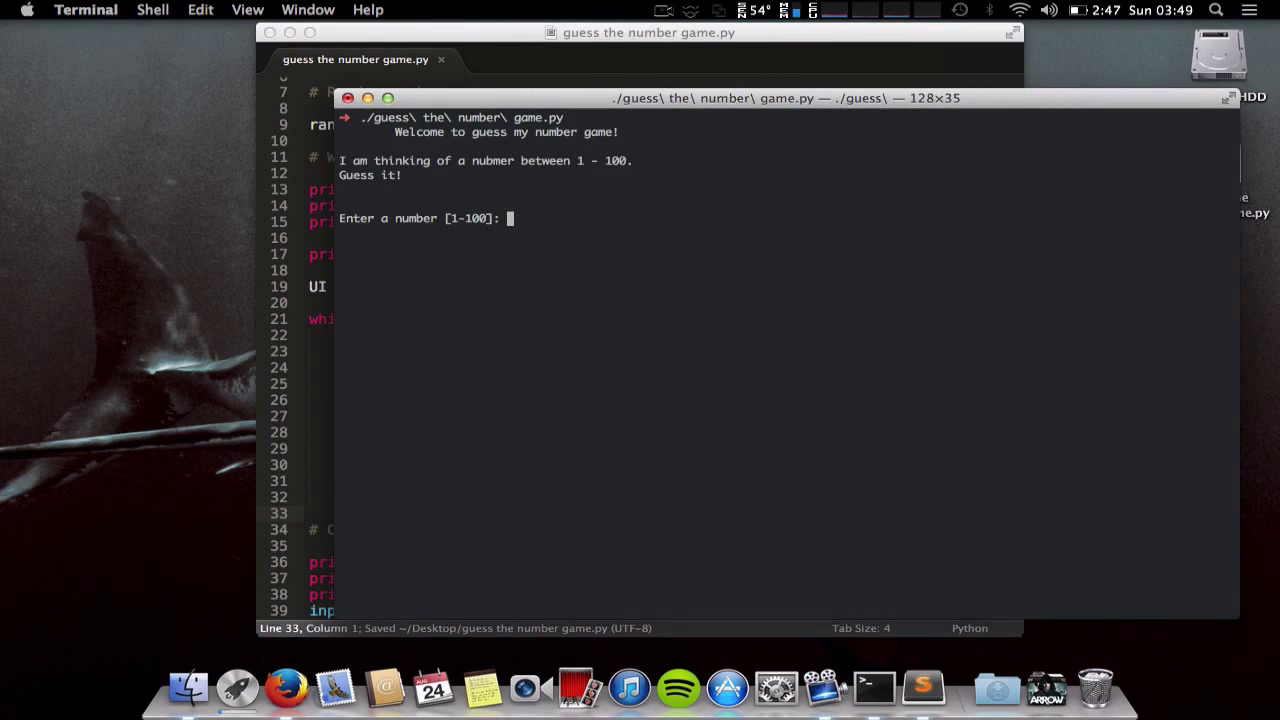 Terminal Shell Edit View Window Help
54° 2:47 Sun 03:49
guess the number game.py
guess the number game.py ×
HDD
./guess\ the\ number\ game.py — ./guess\ — 128×35
➜ ./guess\ the\ number\ game.py
Welcome to guess my number game!
I am thinking of a nubmer between 1 - 100.
Guess it!
Enter a number [1-100]:
7 #
8
9 ran
10
11 # W
12
13 pri
14 pri
15 pri
16
17 pri
18
19 UI
20
21 whi
22
23
24
25
26
27
28
29
30
31
32
33
34 #
35
36 pri
37 pri
38 pri
39 inp
e.py
Line 33, Column 1; Saved ~/Desktop/guess the number game.py (UTF-8) Tab Size: 4 Python
AUG
24
ARROW